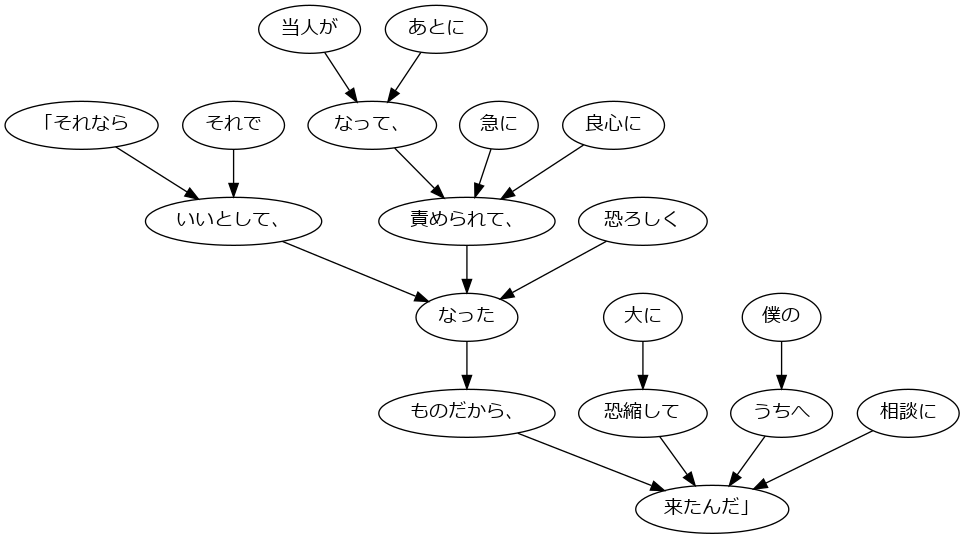 当人が あとに
「それなら それで なって、 急に 良心に
いいとして、 責められて、 恐ろしく
なった 大に 僕の
ものだから、 恐縮して うちへ 相談に
来たんだ」